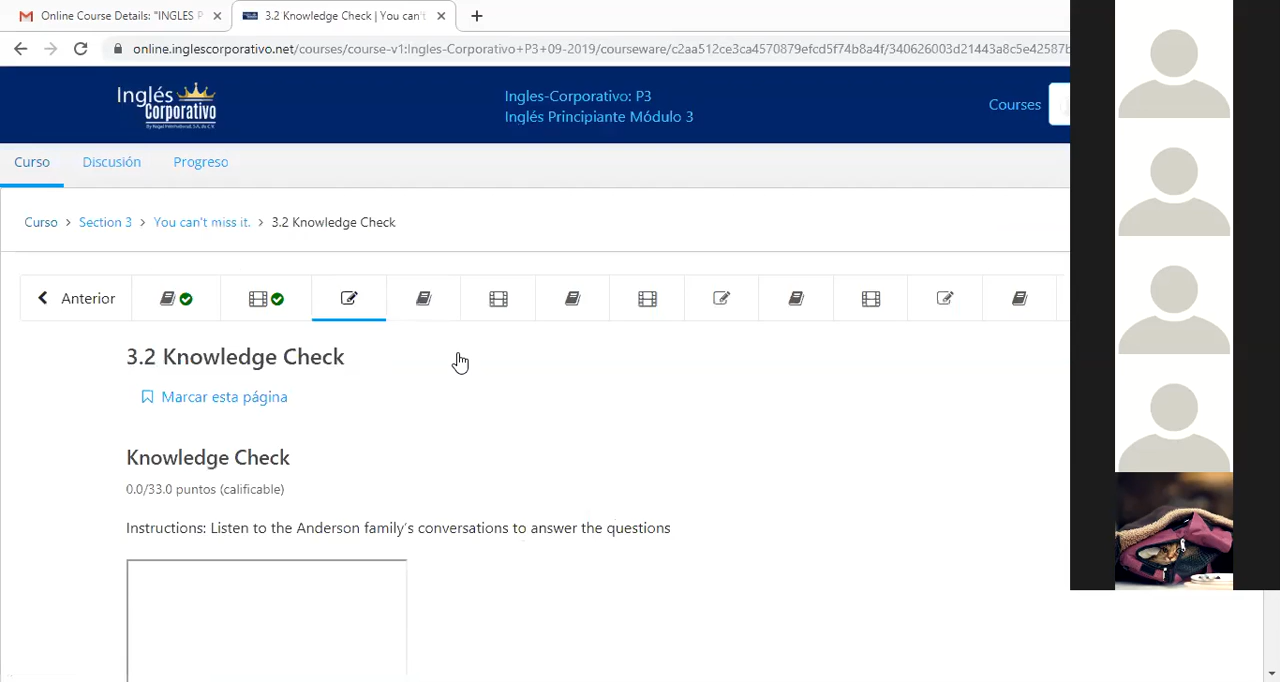 Online Course Details: "INGLES P
3.2 Knowledge Check | You can't
online.inglescorporativo.net/courses/course-v1:Ingles-Corporativo+P3+09-2019/courseware/c2aa512ce3ca4570879efcd5f74b8a4f/340626003d21443a8c5e42587b
Inglés
Corporativo
Ingles-Corporativo: P3
Inglés Principiante Módulo 3
Courses
Curso Discusión Progreso
Curso > Section 3 > You can't miss it. > 3.2 Knowledge Check
Anterior
3.2 Knowledge Check
Marcar esta página
Knowledge Check
0.0/33.0 puntos (calificable)
Instructions: Listen to the Anderson family's conversations to answer the questions